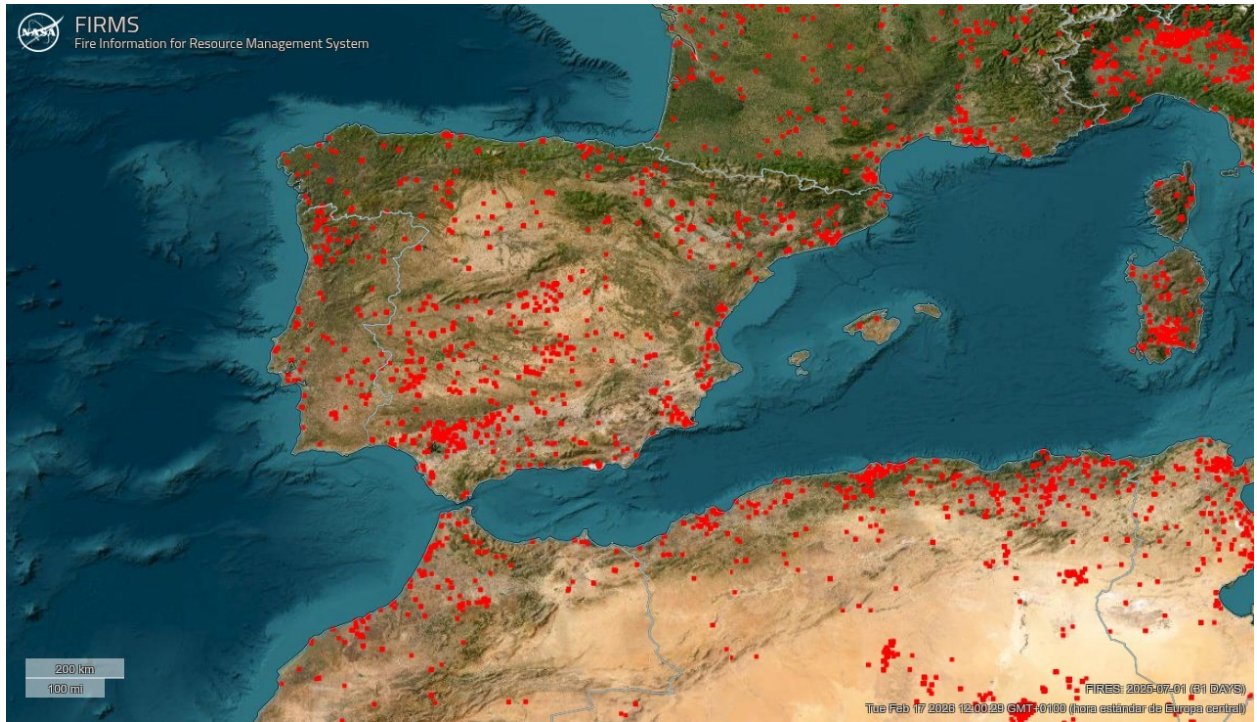 NASA
FIRMS
Fire Information for Resource Management System
200 km
100 mi
FIRES: 2025-07-01 (31 DAYS)
Tue Feb 17 2026 12:00:29 GMT+0100 (hora estándar de Europa central)